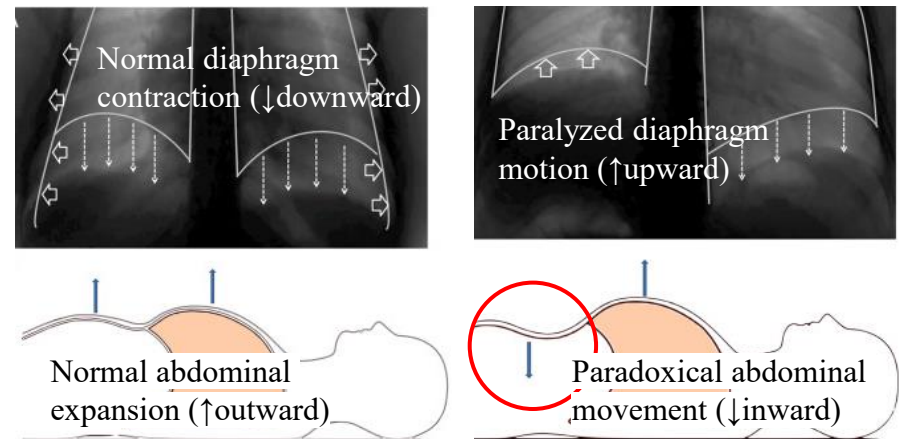 Normal diaphragm
contraction (↓downward)
Paralyzed diaphragm
motion (↑upward)
Normal abdominal
expansion (↑outward)
Paradoxical abdominal
movement (↓inward)